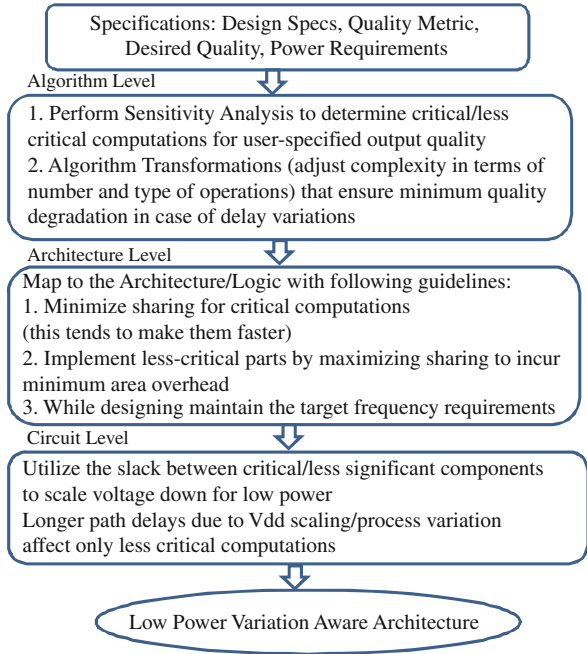 Specifications: Design Specs, Quality Metric,
Desired Quality, Power Requirements
Algorithm Level
1. Perform Sensitivity Analysis to determine critical/less
critical computations for user-specified output quality
2. Algorithm Transformations (adjust complexity in terms of
number and type of operations) that ensure minimum quality
degradation in case of delay variations
Architecture Level
Map to the Architecture/Logic with following guidelines:
1. Minimize sharing for critical computations
(this tends to make them faster)
2. Implement less-critical parts by maximizing sharing to incur
minimum area overhead
3. While designing maintain the target frequency requirements
Circuit Level
Utilize the slack between critical/less significant components
to scale voltage down for low power
Longer path delays due to Vdd scaling/process variation
affect only less critical computations
Low Power Variation Aware Architecture